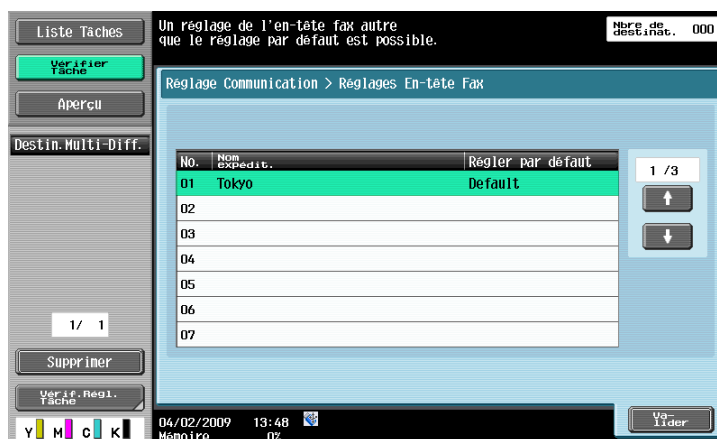 Liste Tâches
Vérifier
Tâche
Aperçu
Destin.Multi-Diff.
1/ 1
Supprimer
Vérif.Régl.
Tâche
Y M C K
Un réglage de l'en-tête fax autre
que le réglage par défaut est possible.
Nbre de
destinat. 000
Réglage Communication > Réglages En-tête Fax
No. Nom expédit. Régler par défaut
01 Tokyo Default
02
03
04
05
06
07
1 /3
04/02/2009 13:48
Mémoire 0%
Va-
lider